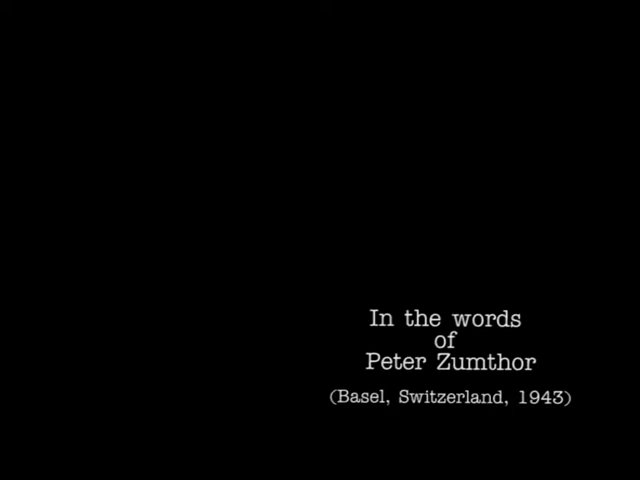 In the words
of
Peter Zumthor
(Basel, Switzerland, 1943)